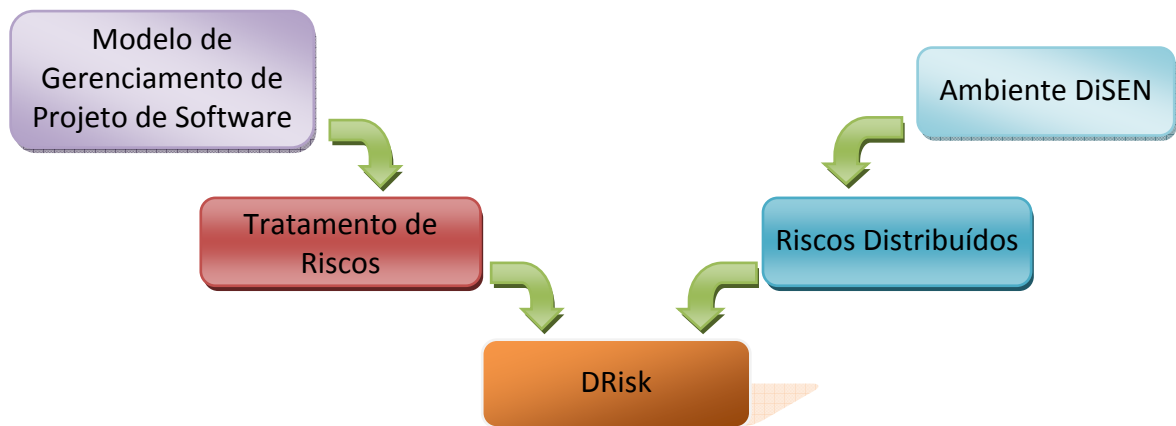 Modelo de
Gerenciamento de
Projeto de Software
Ambiente DiSEN
Tratamento de
Riscos
Riscos Distribuídos
DRisk